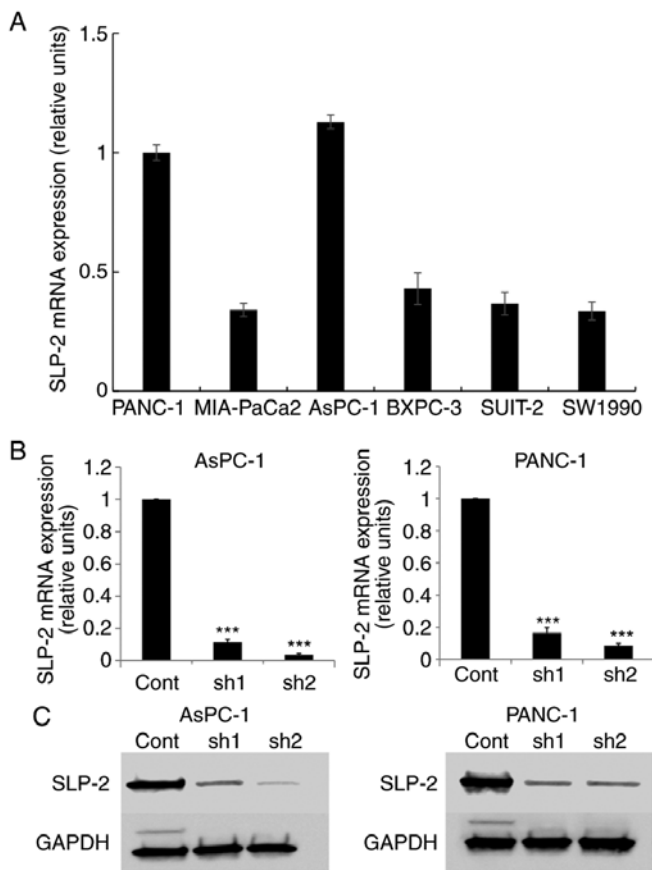 A
SLP-2 mRNA expression (relative units)
1.5
1
0.5
0
PANC-1 MIA-PaCa2 AsPC-1 BXPC-3 SUIT-2 SW1990
B
AsPC-1
SLP-2 mRNA expression
(relative units)
1.2
1
0.8
0.6
0.4
0.2
0
*** ***
Cont sh1 sh2
PANC-1
SLP-2 mRNA expression
(relative units)
1.2
1
0.8
0.6
0.4
0.2
0
*** ***
Cont sh1 sh2
C
AsPC-1
Cont sh1 sh2
SLP-2
GAPDH
PANC-1
Cont sh1 sh2
SLP-2
GAPDH